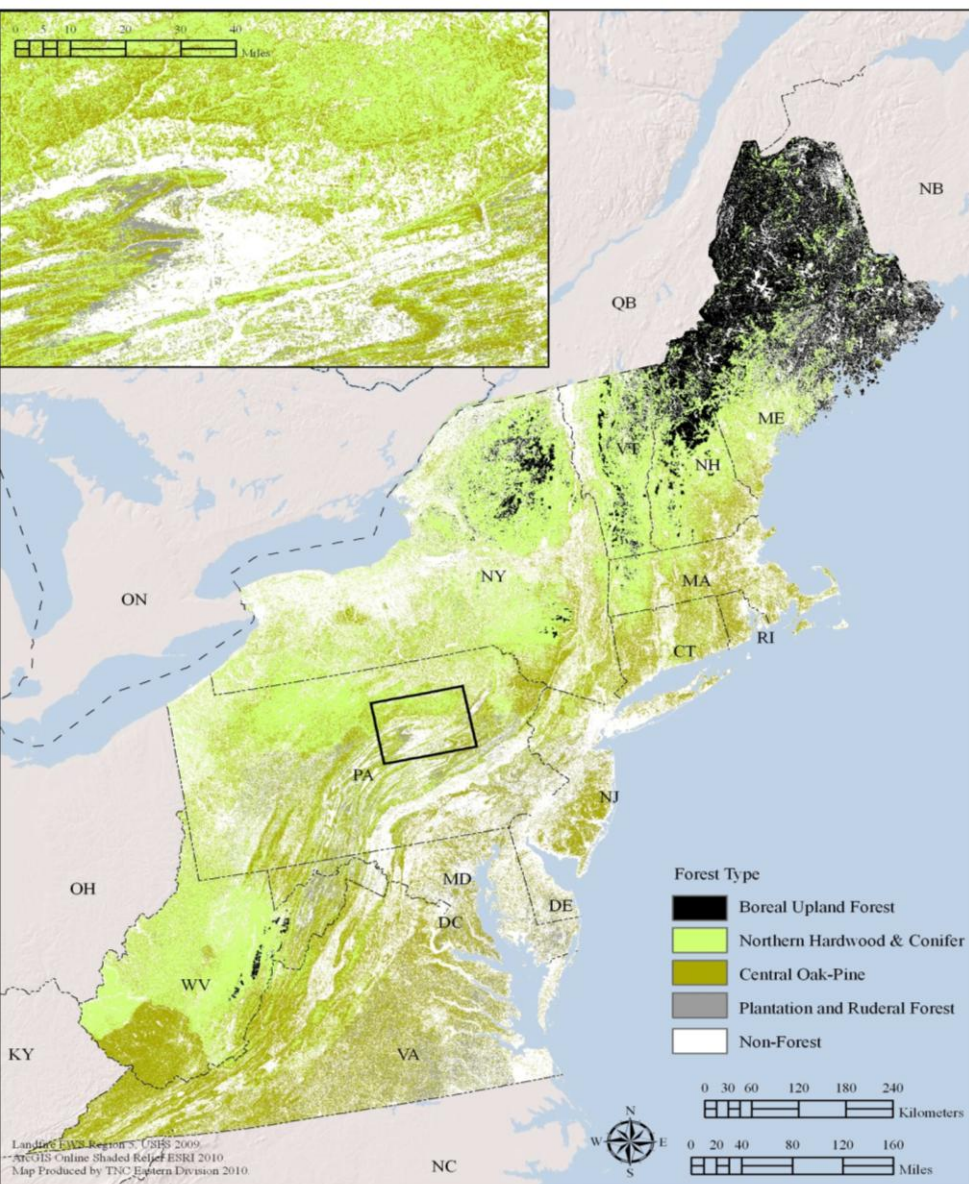 0 5 10 20 30 40
Miles
NB
QB
ME
VT
NH
NY
MA
ON
RI
CT
PA
NJ
OH
MD
DE
DC
WV
KY
VA
NC
Forest Type
Boreal Upland Forest
Northern Hardwood & Conifer
Central Oak-Pine
Plantation and Ruderal Forest
Non-Forest
0 30 60 120 180 240
Kilometers
N
W E
S
0 20 40 80 120 160
Miles
Landfire EWS Region 5, USFS 2009.
ArcGIS Online Shaded Relief ESRI 2010.
Map Produced by TNC Eastern Division 2010.